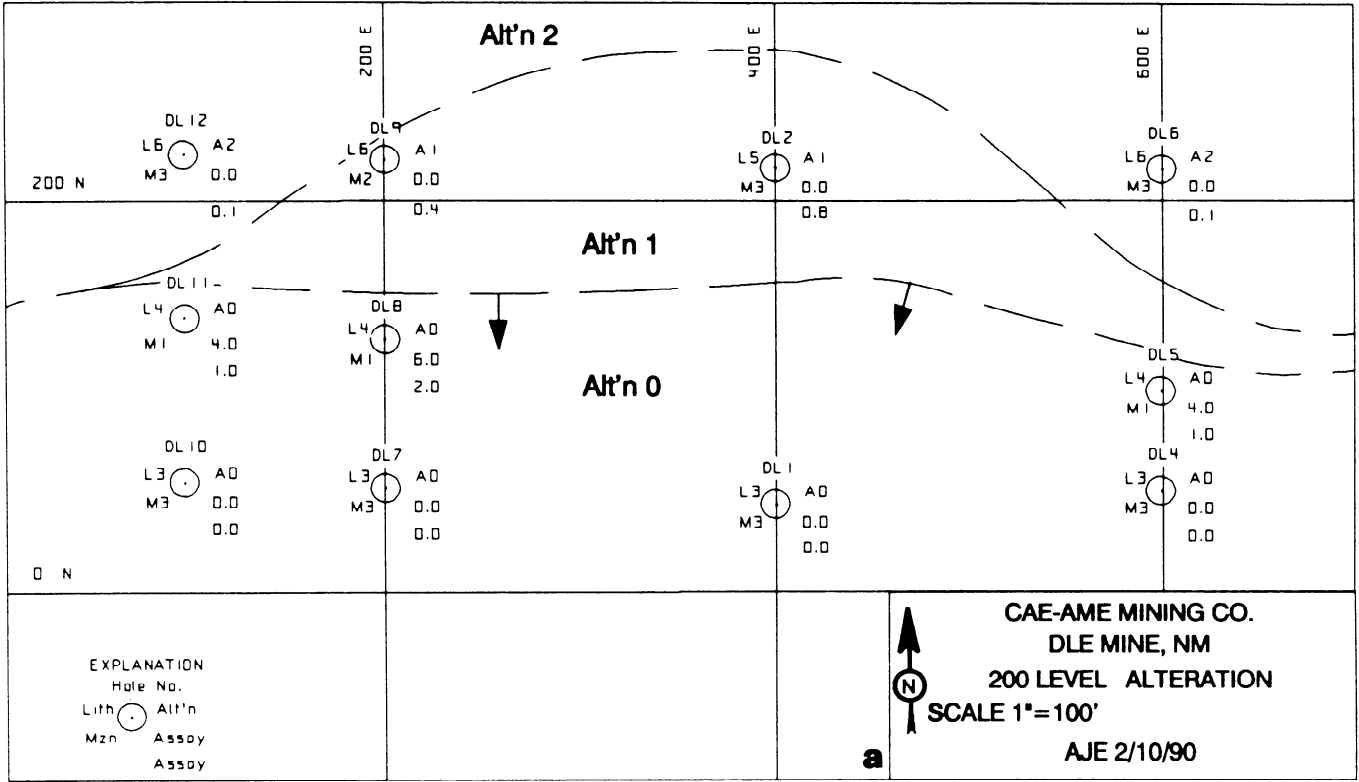 Alt'n 2
200 E
400 E
600 E
DL12
L6 A2
M3 0.0
0.1
DL9
L6 A1
M2 0.0
0.4
DL2
L5 A1
M3 0.0
0.8
DL6
L6 A2
M3 0.0
0.1
200 N
Alt'n 1
DL11
L4 A0
M1 4.0
1.0
DL8
L4 A0
M1 6.0
2.0
Alt'n 0
DL5
L4 A0
M1 4.0
1.0
DL10
L3 A0
M3 0.0
0.0
DL7
L3 A0
M3 0.0
0.0
DL1
L3 A0
M3 0.0
0.0
DL4
L3 A0
M3 0.0
0.0
0 N
EXPLANATION
Hole No.
Lith Alt'n
Mzn Assay
Assay
a
N
CAE-AME MINING CO.
DLE MINE, NM
200 LEVEL ALTERATION
SCALE 1"=100'
AJE 2/10/90